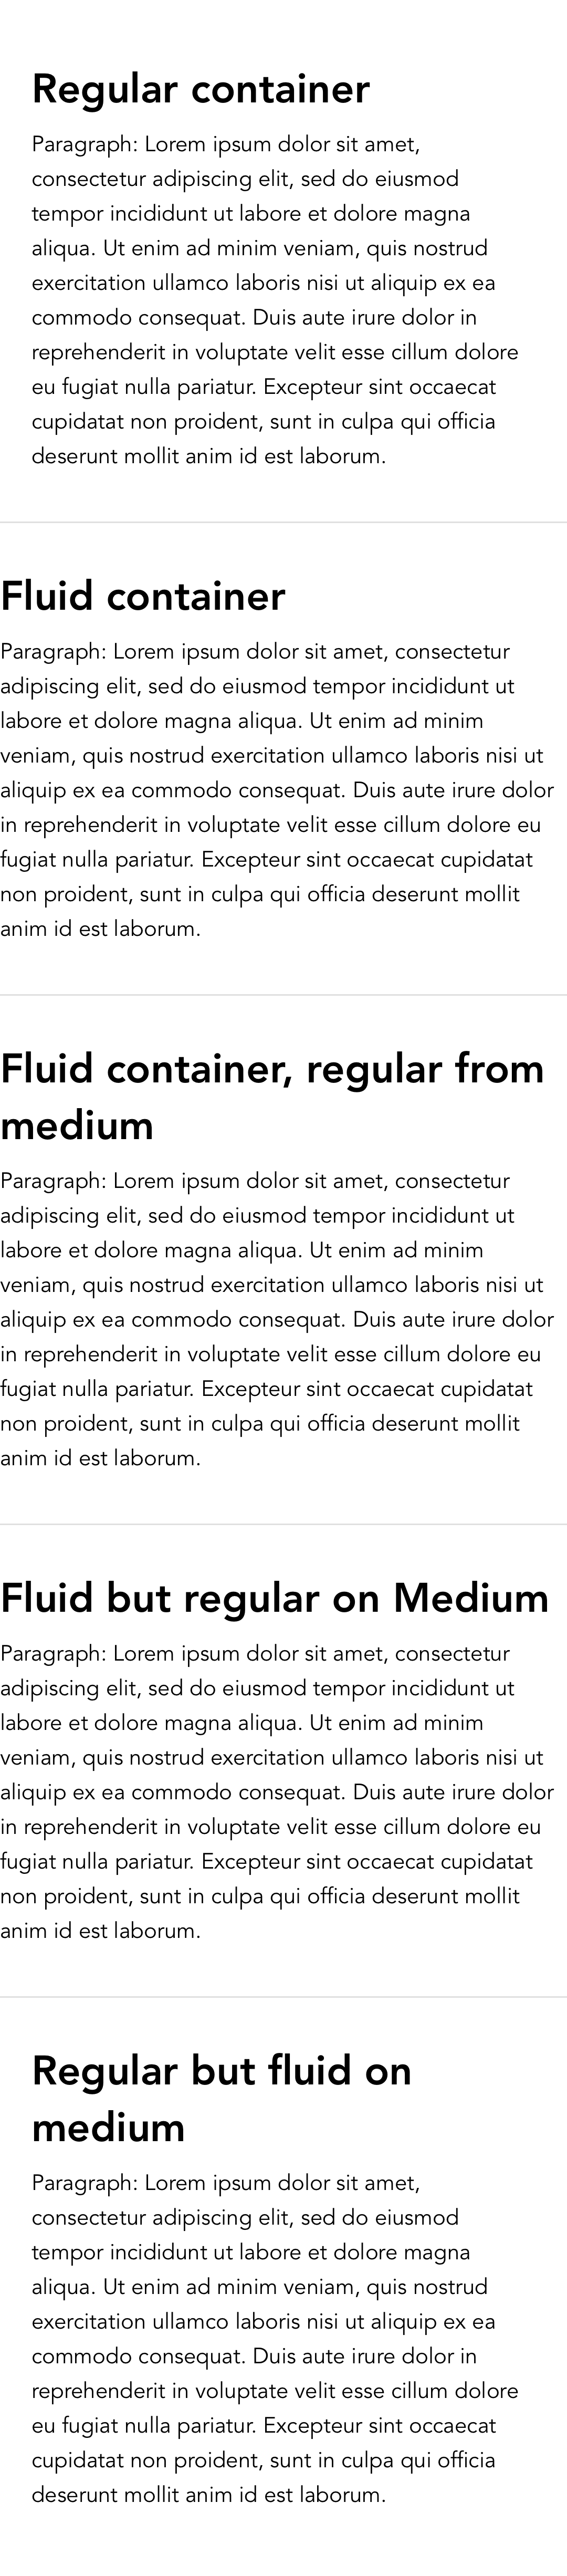 Regular container
Paragraph: Lorem ipsum dolor sit amet,
consectetur adipiscing elit, sed do eiusmod
tempor incididunt ut labore et dolore magna
aliqua. Ut enim ad minim veniam, quis nostrud
exercitation ullamco laboris nisi ut aliquip ex ea
commodo consequat. Duis aute irure dolor in
reprehenderit in voluptate velit esse cillum dolore
eu fugiat nulla pariatur. Excepteur sint occaecat
cupidatat non proident, sunt in culpa qui officia
deserunt mollit anim id est laborum.
Fluid container
Paragraph: Lorem ipsum dolor sit amet, consectetur
adipiscing elit, sed do eiusmod tempor incididunt ut
labore et dolore magna aliqua. Ut enim ad minim
veniam, quis nostrud exercitation ullamco laboris nisi ut
aliquip ex ea commodo consequat. Duis aute irure dolor
in reprehenderit in voluptate velit esse cillum dolore eu
fugiat nulla pariatur. Excepteur sint occaecat cupidatat
non proident, sunt in culpa qui officia deserunt mollit
anim id est laborum.
Fluid container, regular from
medium
Paragraph: Lorem ipsum dolor sit amet, consectetur
adipiscing elit, sed do eiusmod tempor incididunt ut
labore et dolore magna aliqua. Ut enim ad minim
veniam, quis nostrud exercitation ullamco laboris nisi ut
aliquip ex ea commodo consequat. Duis aute irure dolor
in reprehenderit in voluptate velit esse cillum dolore eu
fugiat nulla pariatur. Excepteur sint occaecat cupidatat
non proident, sunt in culpa qui officia deserunt mollit
anim id est laborum.
Fluid but regular on Medium
Paragraph: Lorem ipsum dolor sit amet, consectetur
adipiscing elit, sed do eiusmod tempor incididunt ut
labore et dolore magna aliqua. Ut enim ad minim
veniam, quis nostrud exercitation ullamco laboris nisi ut
aliquip ex ea commodo consequat. Duis aute irure dolor
in reprehenderit in voluptate velit esse cillum dolore eu
fugiat nulla pariatur. Excepteur sint occaecat cupidatat
non proident, sunt in culpa qui officia deserunt mollit
anim id est laborum.
Regular but fluid on
medium
Paragraph: Lorem ipsum dolor sit amet,
consectetur adipiscing elit, sed do eiusmod
tempor incididunt ut labore et dolore magna
aliqua. Ut enim ad minim veniam, quis nostrud
exercitation ullamco laboris nisi ut aliquip ex ea
commodo consequat. Duis aute irure dolor in
reprehenderit in voluptate velit esse cillum dolore
eu fugiat nulla pariatur. Excepteur sint occaecat
cupidatat non proident, sunt in culpa qui officia
deserunt mollit anim id est laborum.